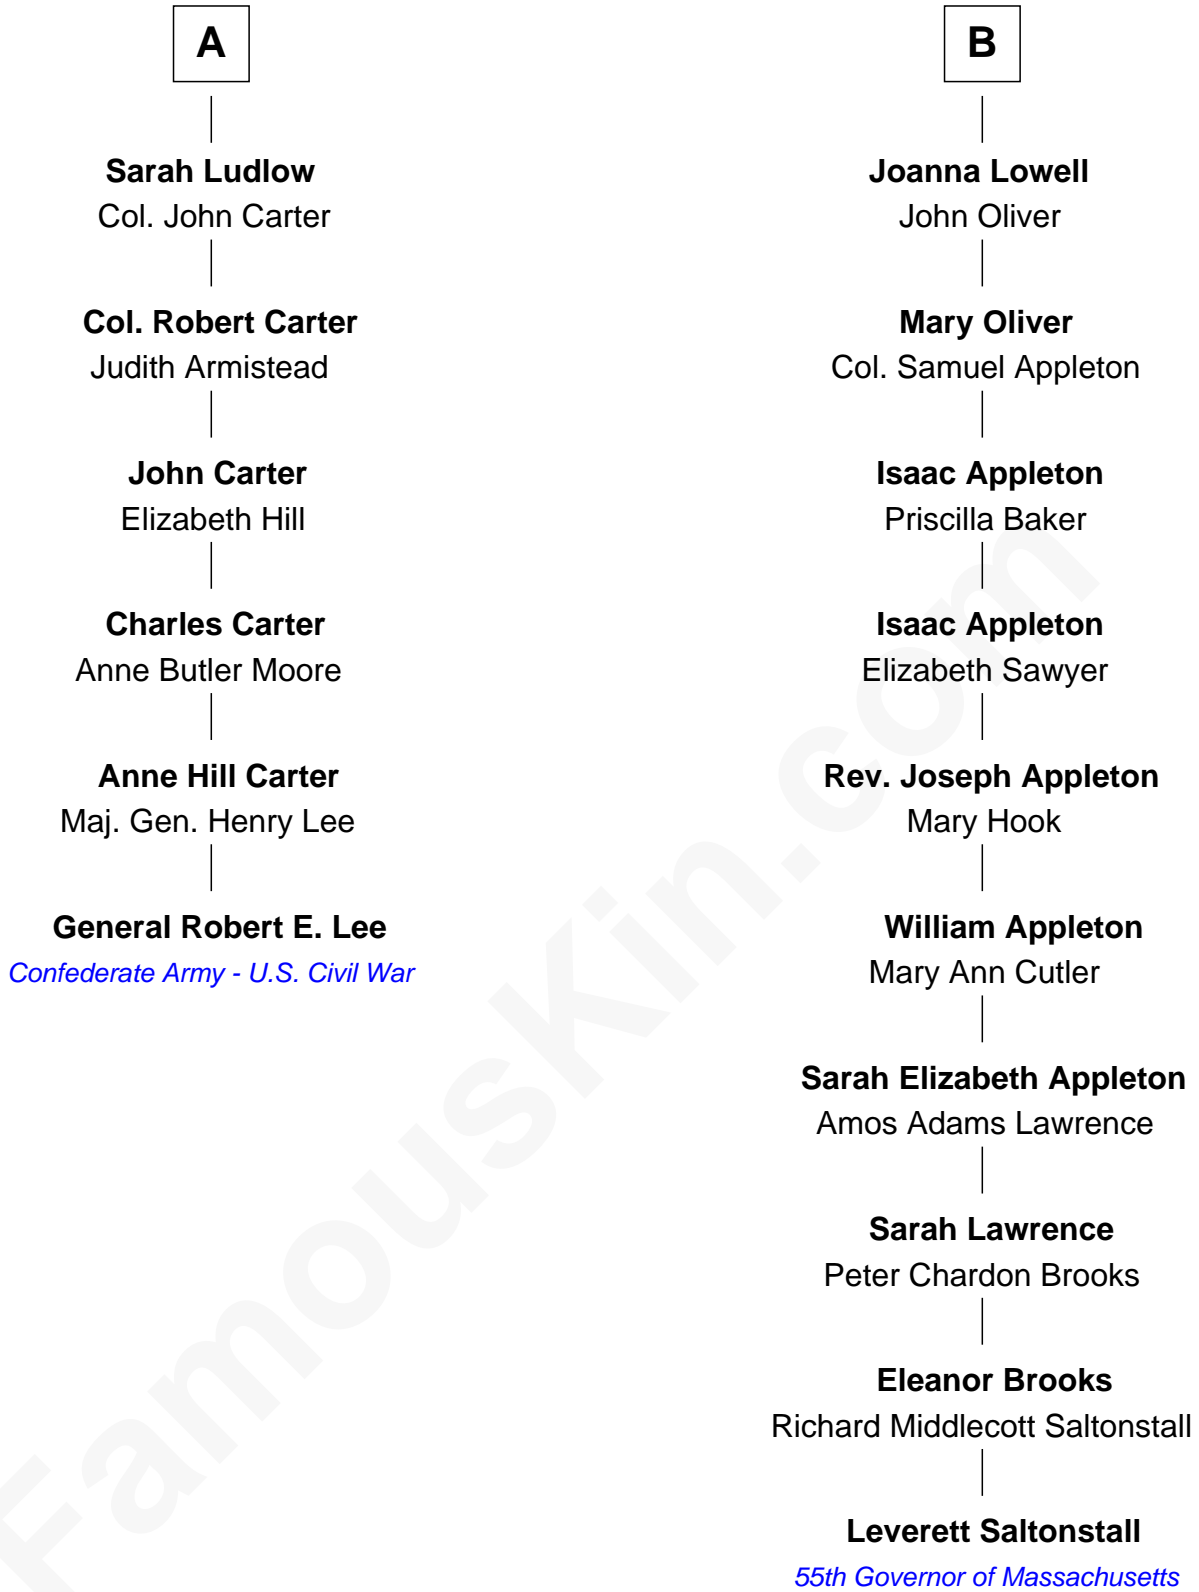 A
Sarah Ludlow
Col. John Carter
Col. Robert Carter
Judith Armistead
John Carter
Elizabeth Hill
Charles Carter
Anne Butler Moore
Anne Hill Carter
Maj. Gen. Henry Lee
General Robert E. Lee
Confederate Army - U.S. Civil War
B
Joanna Lowell
John Oliver
Mary Oliver
Col. Samuel Appleton
Isaac Appleton
Priscilla Baker
Isaac Appleton
Elizabeth Sawyer
Rev. Joseph Appleton
Mary Hook
William Appleton
Mary Ann Cutler
Sarah Elizabeth Appleton
Amos Adams Lawrence
Sarah Lawrence
Peter Chardon Brooks
Eleanor Brooks
Richard Middlecott Saltonstall
Leverett Saltonstall
55th Governor of Massachusetts
FamousKin.com